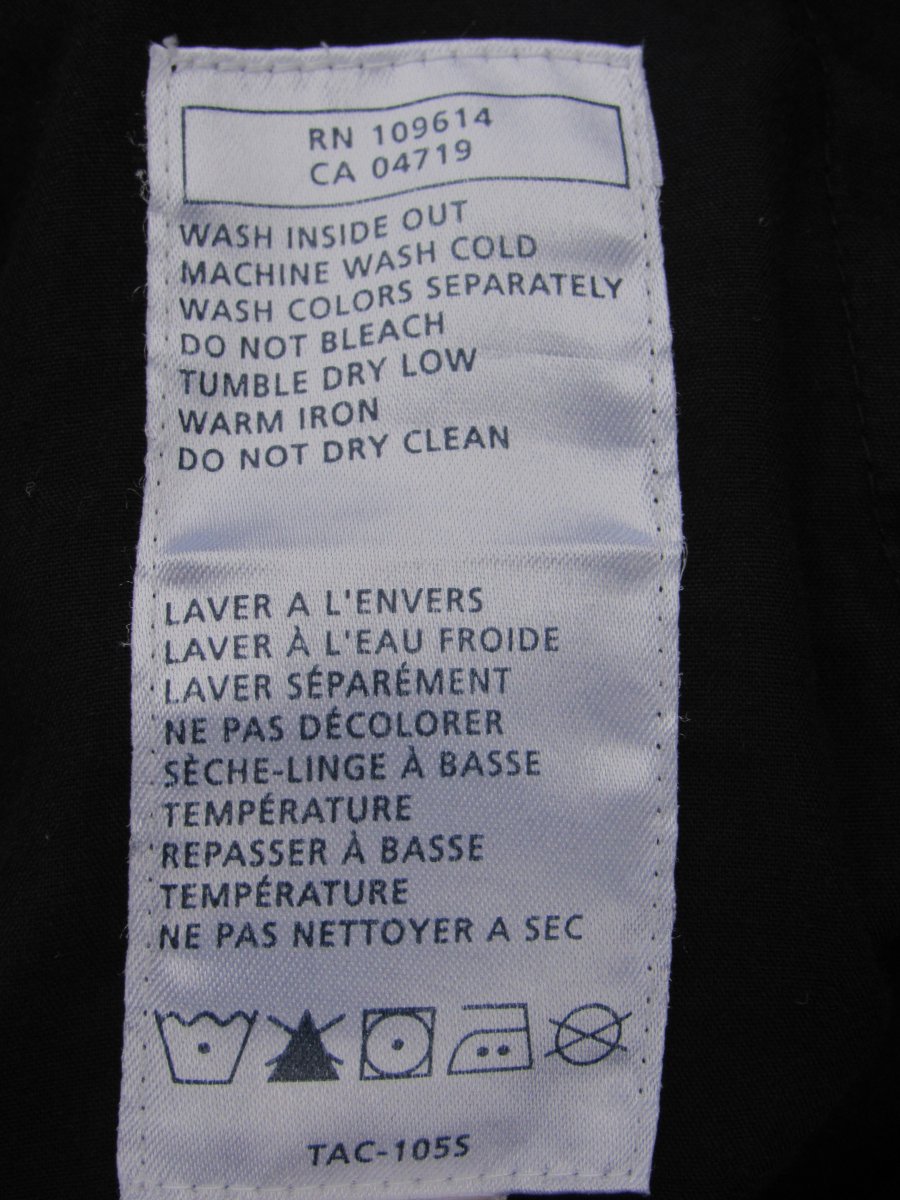 RN 109614
CA 04719
WASH INSIDE OUT
MACHINE WASH COLD
WASH COLORS SEPARATELY
DO NOT BLEACH
TUMBLE DRY LOW
WARM IRON
DO NOT DRY CLEAN
LAVER A L'ENVERS
LAVER À L'EAU FROIDE
LAVER SÉPARÉMENT
NE PAS DÉCOLORER
SÈCHE-LINGE À BASSE
TEMPÉRATURE
REPASSER À BASSE
TEMPÉRATURE
NE PAS NETTOYER A SEC
TAC-105S